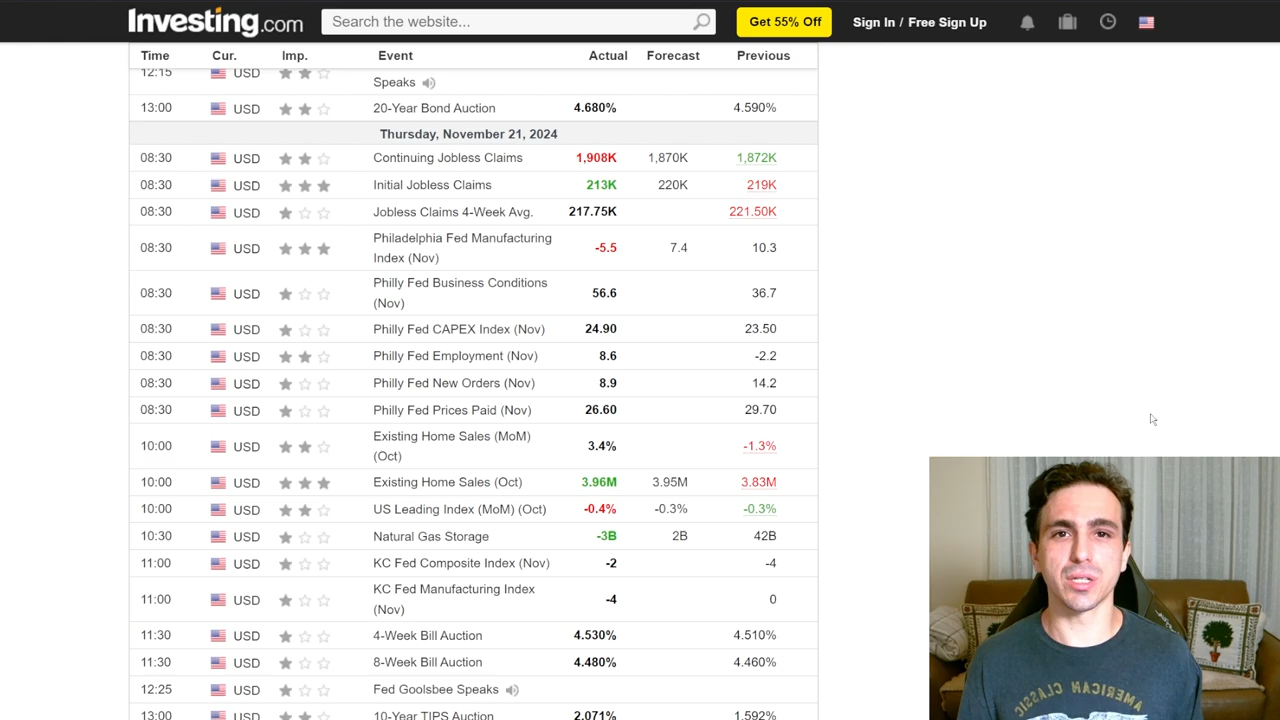 Investing.com Search the website... Get 55% Off Sign In / Free Sign Up
Time Cur. Imp. Event Actual Forecast Previous
12:15 USD Speaks
13:00 USD 20-Year Bond Auction 4.680% 4.590%
Thursday, November 21, 2024
08:30 USD Continuing Jobless Claims 1,908K 1,870K 1,872K
08:30 USD Initial Jobless Claims 213K 220K 219K
08:30 USD Jobless Claims 4-Week Avg. 217.75K 221.50K
08:30 USD Philadelphia Fed Manufacturing
Index (Nov) -5.5 7.4 10.3
08:30 USD Philly Fed Business Conditions
(Nov) 56.6 36.7
08:30 USD Philly Fed CAPEX Index (Nov) 24.90 23.50
08:30 USD Philly Fed Employment (Nov) 8.6 -2.2
08:30 USD Philly Fed New Orders (Nov) 8.9 14.2
08:30 USD Philly Fed Prices Paid (Nov) 26.60 29.70
10:00 USD Existing Home Sales (MoM)
(Oct) 3.4% -1.3%
10:00 USD Existing Home Sales (Oct) 3.96M 3.95M 3.83M
10:00 USD US Leading Index (MoM) (Oct) -0.4% -0.3% -0.3%
10:30 USD Natural Gas Storage -3B 2B 42B
11:00 USD KC Fed Composite Index (Nov) -2 -4
11:00 USD KC Fed Manufacturing Index
(Nov) -4 0
11:30 USD 4-Week Bill Auction 4.530% 4.510%
11:30 USD 8-Week Bill Auction 4.480% 4.460%
12:25 USD Fed Goolsbee Speaks
13:00 USD 10-Year TIPS Auction 2.071% 1.592%
AMERICAN CLASSIC